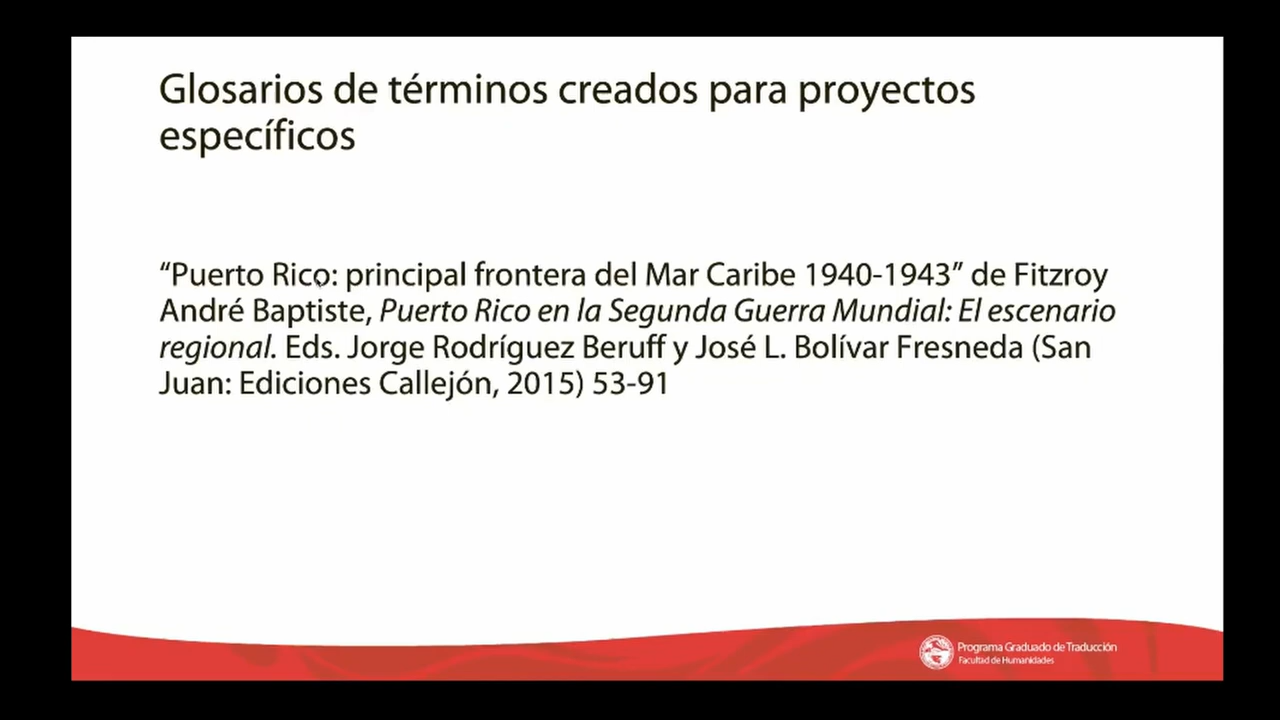 Glosarios de términos creados para proyectos
específicos
“Puerto Rico: principal frontera del Mar Caribe 1940-1943” de Fitzroy
André Baptiste, Puerto Rico en la Segunda Guerra Mundial: El escenario
regional. Eds. Jorge Rodríguez Beruff y José L. Bolívar Fresneda (San
Juan: Ediciones Callejón, 2015) 53-91
Programa Graduado de Traducción
Facultad de Humanidades